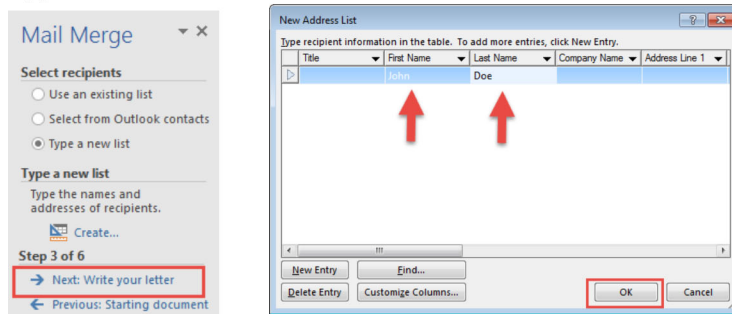 Mail Merge
Select recipients
Use an existing list
Select from Outlook contacts
Type a new list
Type a new list
Type the names and
addresses of recipients.
Create...
Step 3 of 6
Next: Write your letter
Previous: Starting document
New Address List
Type recipient information in the table. To add more entries, click New Entry.
Title First Name Last Name Company Name Address Line 1
John Doe
New Entry Find...
Delete Entry Customize Columns... OK Cancel